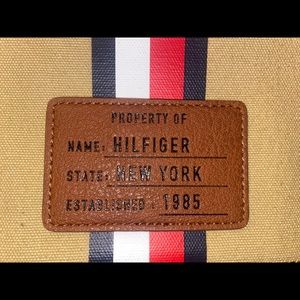 PROPERTY OF
NAME: HILFIGER
STATE: NEW YORK
ESTABLISHED: 1985